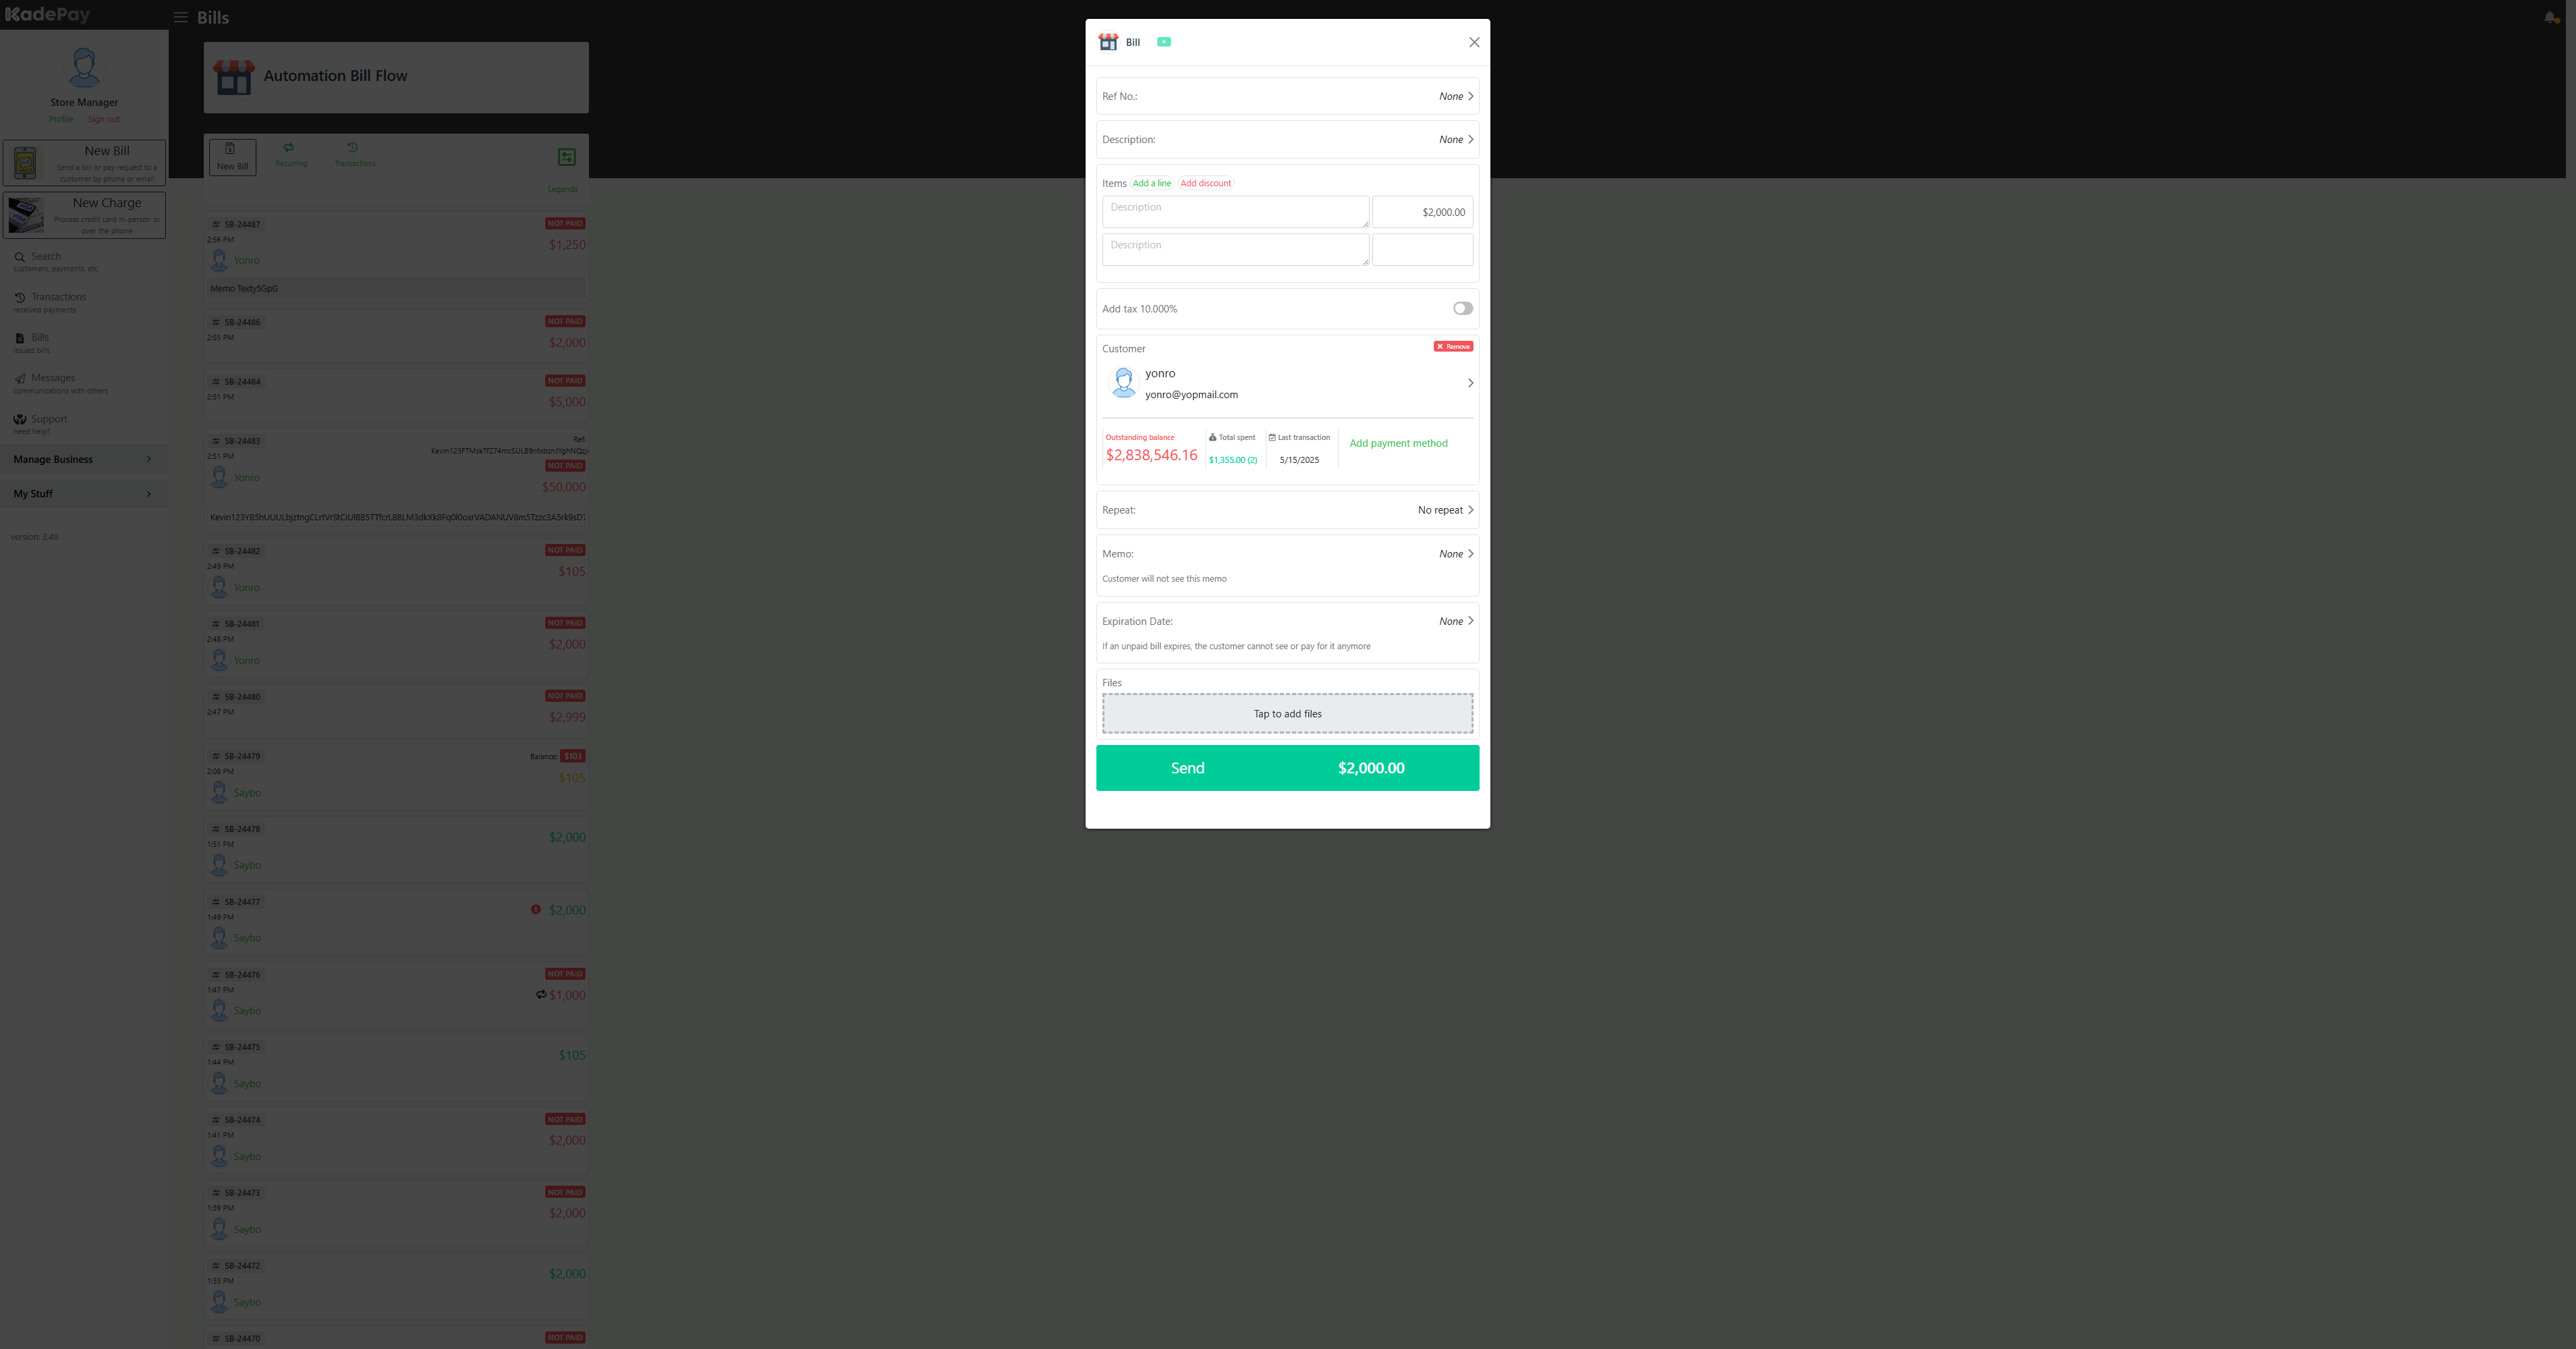 KadePay
Bills
Store Manager
Profile Sign out
New Bill
Send a bill or pay request to a
customer by phone or email
New Charge
Process credit card in-person or
over the phone
Search
customers, payments, etc
Transactions
received payments
Bills
issued bills
Messages
communications with others
Support
need help?
Manage Business
My Stuff
version: 2.49
Automation Bill Flow
New Bill
Recurring
Transactions
Legends
SB-24487 NOT PAID
2:56 PM $1,250
Yonro
Memo Texty5GpG
SB-24486 NOT PAID
2:55 PM $2,000
SB-24484 NOT PAID
2:51 PM $5,000
SB-24483 Ref:
2:51 PM
NOT PAID
Yonro $50,000
SB-24482 NOT PAID
2:49 PM $105
Yonro
SB-24481 NOT PAID
2:48 PM $2,000
Yonro
SB-24480 NOT PAID
2:47 PM $2,999
SB-24479 Balance: $103
2:08 PM $105
Saybo
SB-24478 $2,000
1:51 PM
Saybo
SB-24477 $2,000
1:49 PM
Saybo
SB-24476 NOT PAID
1:47 PM $1,000
Saybo
SB-24475 $105
1:44 PM
Saybo
SB-24474 NOT PAID
1:41 PM $2,000
Saybo
SB-24473 NOT PAID
1:39 PM $2,000
Saybo
SB-24472 $2,000
1:33 PM
Saybo
SB-24470 NOT PAID
Bill
Ref No.: None
Description: None
Items Add a line Add discount
Description $2,000.00
Description
Add tax 10.000%
Customer Remove
yonro
yonro@yopmail.com
Outstanding balance Total spent Last transaction Add payment method
$2,838,546.16 $1,355.00 (2) 5/15/2025
Repeat: No repeat
Memo: None
Customer will not see this memo
Expiration Date: None
If an unpaid bill expires, the customer cannot see or pay for it anymore
Files
Tap to add files
Send $2,000.00